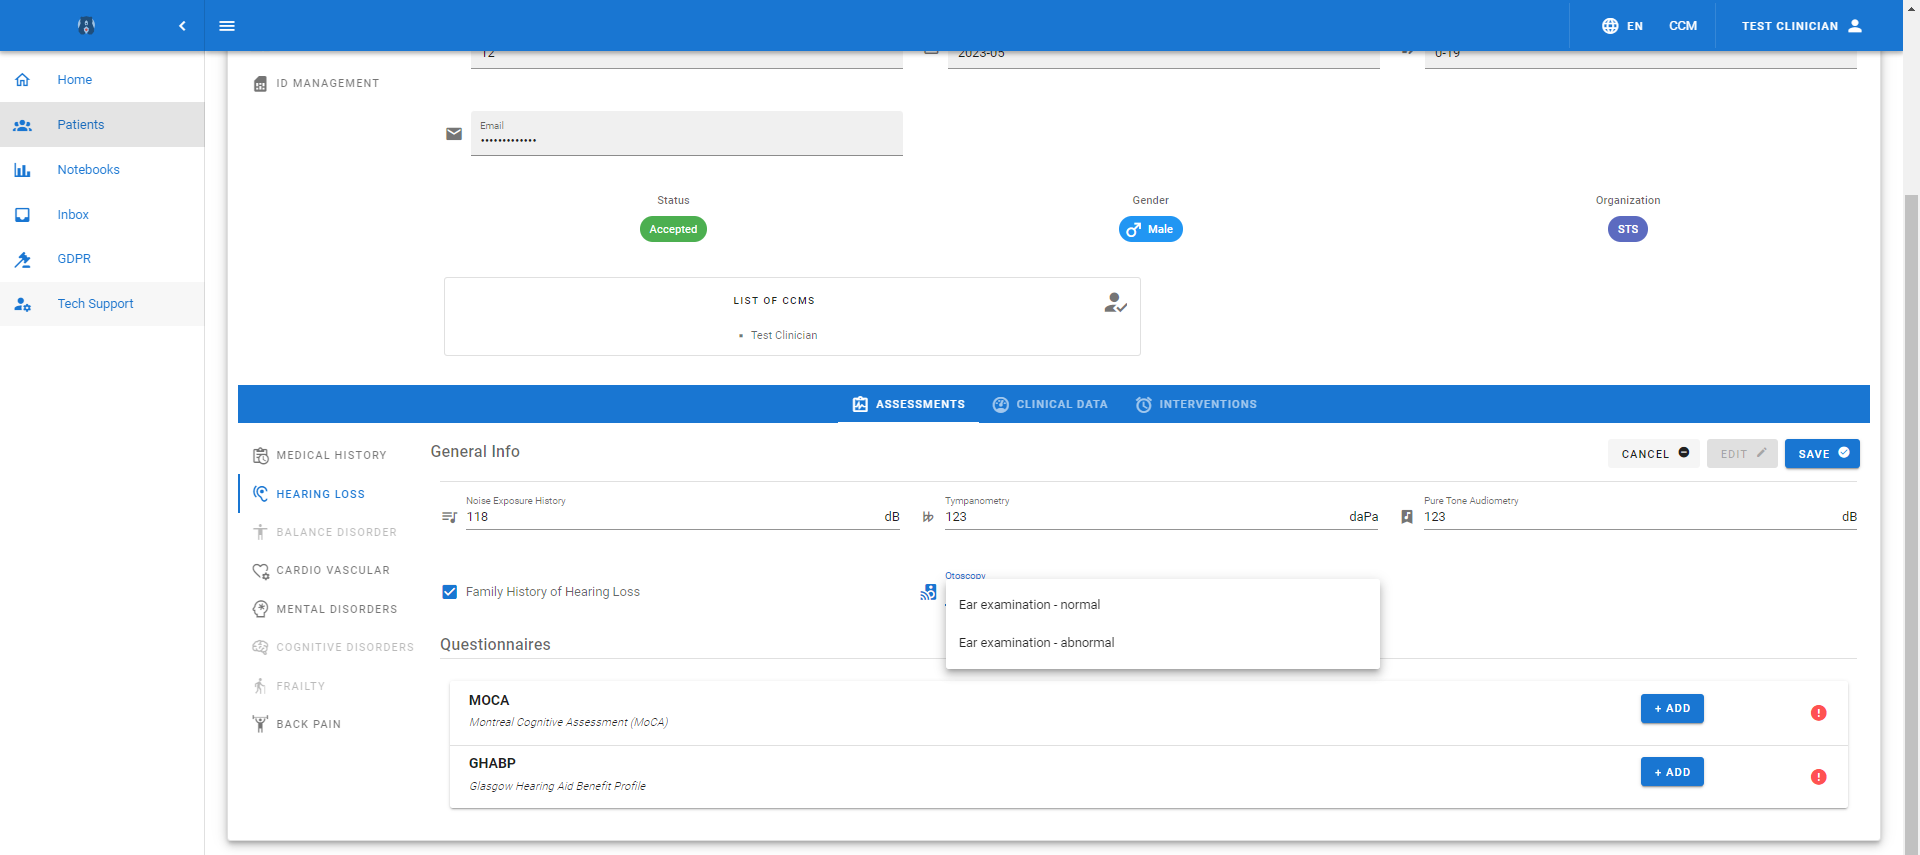 EN
CCM
TEST CLINICIAN
Home
Patients
Notebooks
Inbox
GDPR
Tech Support
12
2023-05
0-19
ID MANAGEMENT
Email
•••••••••••••
Status
Gender
Organization
Accepted
Male
STS
LIST OF CCMS
• Test Clinician
ASSESSMENTS
CLINICAL DATA
INTERVENTIONS
MEDICAL HISTORY
HEARING LOSS
BALANCE DISORDER
CARDIO VASCULAR
MENTAL DISORDERS
COGNITIVE DISORDERS
FRAILTY
BACK PAIN
General Info
CANCEL
EDIT
SAVE
Noise Exposure History
118 dB
Tympanometry
123 daPa
Pure Tone Audiometry
123 dB
Family History of Hearing Loss
Otoscopy
Ear examination - normal
Ear examination - abnormal
Questionnaires
MOCA
Montreal Cognitive Assessment (MoCA)
+ ADD
GHABP
Glasgow Hearing Aid Benefit Profile
+ ADD